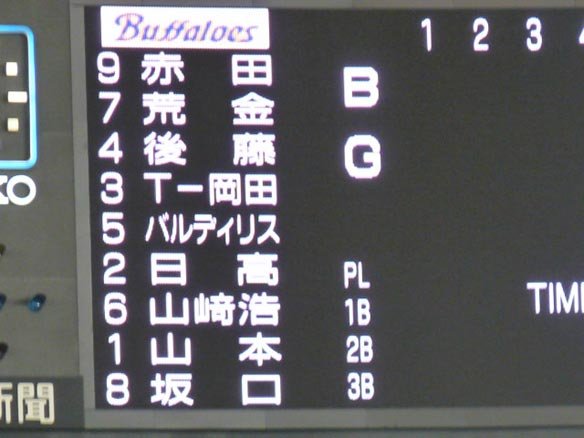 Buffaloes 1 2 3
9 赤田
7 荒金 B
4 後藤 G
3 T－岡田
5 バルディリス
2 日高 PL
6 山﨑浩 1B TIM
1 山本 2B
8 坂口 3B
KO
新聞